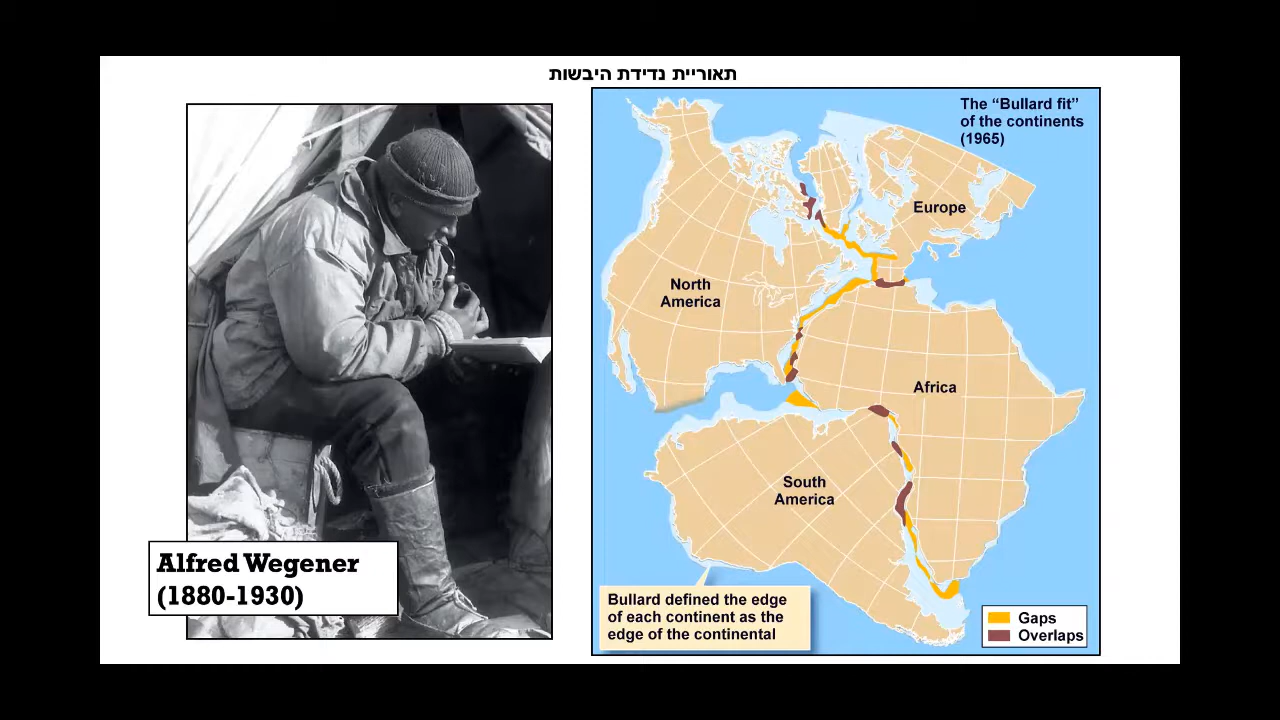 תאוריית נדידת היבשות
The “Bullard fit”
of the continents
(1965)
Europe
North
America
Africa
South
America
Alfred Wegener
(1880-1930)
Bullard defined the edge
of each continent as the
edge of the continental
Gaps
Overlaps